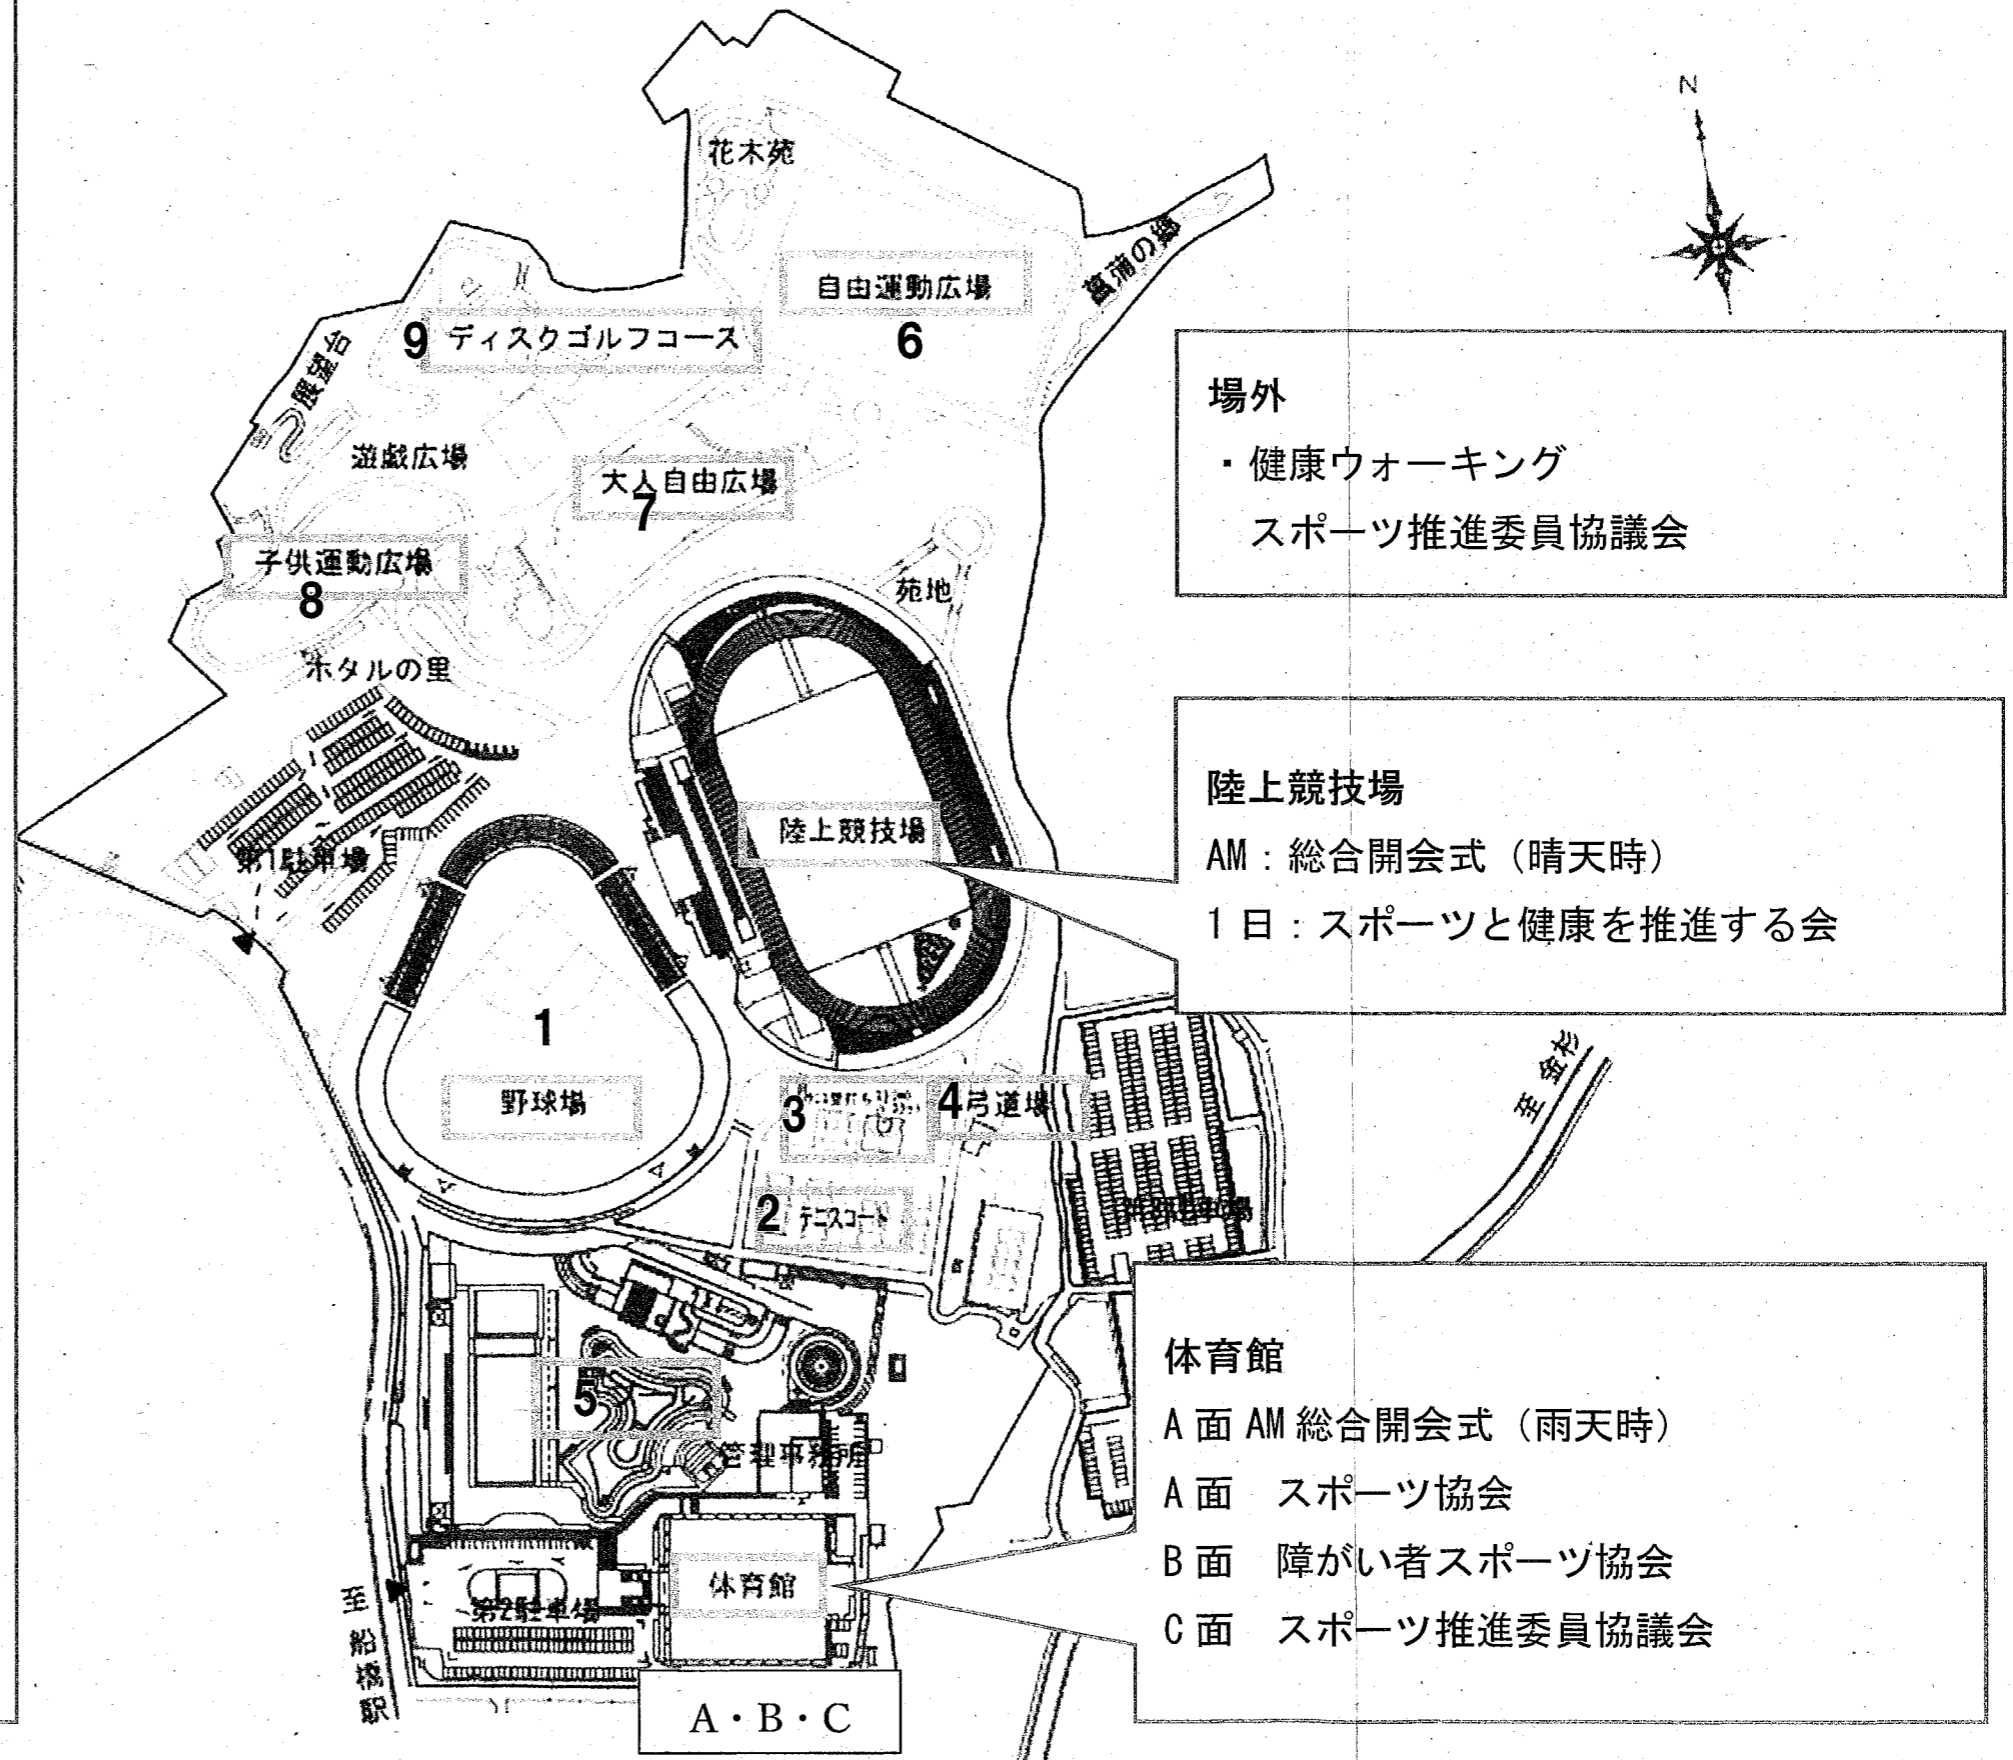 N
花木苑
菖蒲の郷
自由運動広場
6
9 ディスクゴルフコース
展望台
遊戯広場
大人自由広場
7
子供運動広場
8
苑地
ホタルの里
第1駐車場
陸上競技場
1
野球場
3
4 弓道場
2 テニスコート
5
管理事務所
体育館
第2駐車場
至船橋駅
至金杉
A・B・C
場外
・健康ウォーキング
スポーツ推進委員協議会
陸上競技場
AM：総合開会式（晴天時）
1日：スポーツと健康を推進する会
体育館
A面 AM総合開会式（雨天時）
A面　スポーツ協会
B面　障がい者スポーツ協会
C面　スポーツ推進委員協議会